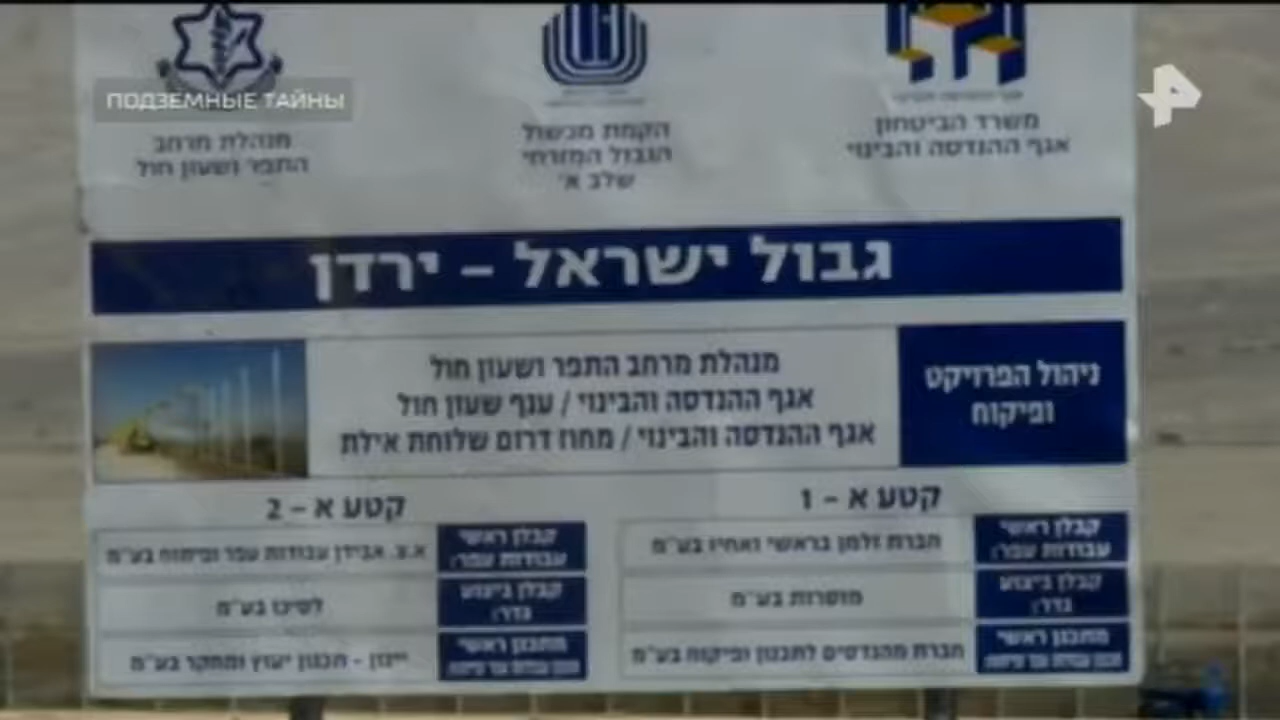 ПОДЗЕМНЫЕ ТАЙНЫ
משרד הביטחון
אגף ההנדסה והבינוי
הקמת מכשול
הגבול המזרחי
שלב א'
מנהלת מרחב
התפר ושעון חול
גבול ישראל - ירדן
ניהול הפרויקט
ופיקוח
מנהלת מרחב התפר ושעון חול
אגף ההנדסה והבינוי / ענף שעון חול
אגף ההנדסה והבינוי / מחוז דרום שלוחת אילת
קטע א - 1
קבלן ראשי
עבודות עפר:
חברת זלמן בראשי ואחיו בע"מ
קבלן ביצוע
גדר:
מוסרות בע"מ
מתכנן ראשי
חברת מהנדסים לתכנון ופיקוח בע"מ
קטע א - 2
קבלן ראשי
עבודות עפר:
א.צ. אבידן עבודות עפר ופיתוח בע"מ
קבלן ביצוע
גדר:
לסיכו בע"מ
מתכנן ראשי
יינון - תכנון יעוץ ומחקר בע"מ